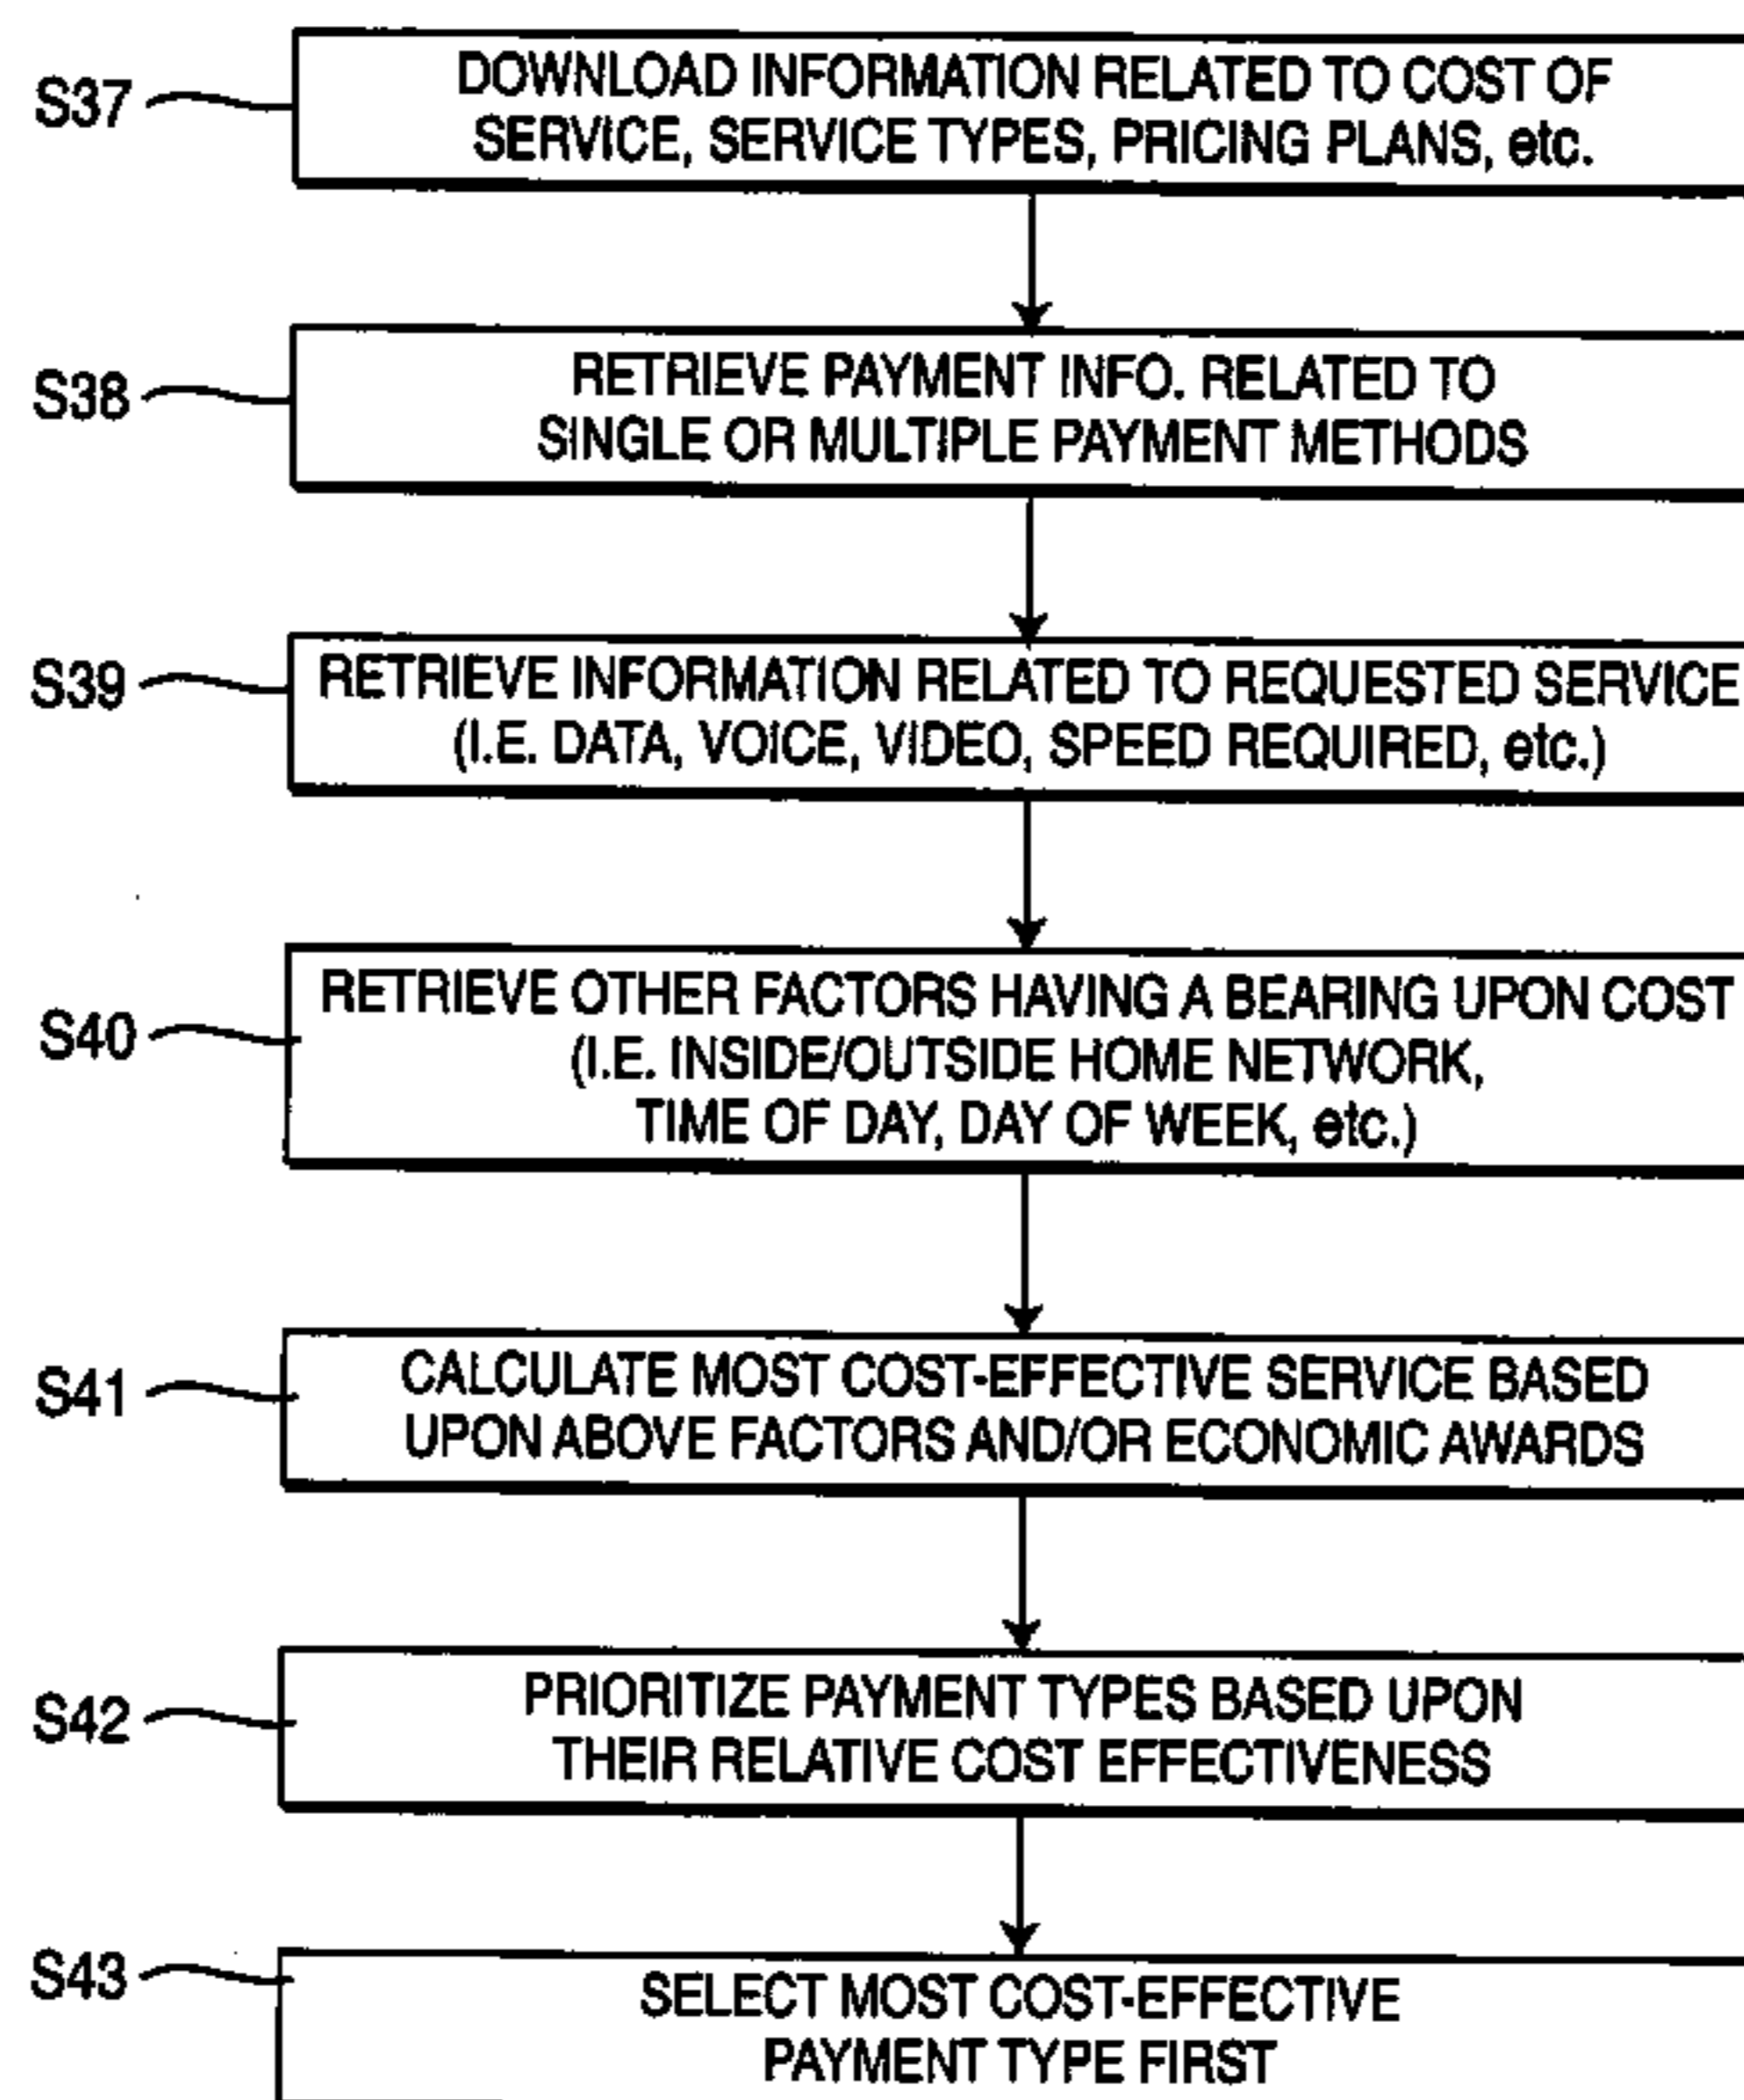 S37
DOWNLOAD INFORMATION RELATED TO COST OF
SERVICE, SERVICE TYPES, PRICING PLANS, etc.
S38
RETRIEVE PAYMENT INFO. RELATED TO
SINGLE OR MULTIPLE PAYMENT METHODS
S39
RETRIEVE INFORMATION RELATED TO REQUESTED SERVICE
(I.E. DATA, VOICE, VIDEO, SPEED REQUIRED, etc.)
S40
RETRIEVE OTHER FACTORS HAVING A BEARING UPON COST
(I.E. INSIDE/OUTSIDE HOME NETWORK,
TIME OF DAY, DAY OF WEEK, etc.)
S41
CALCULATE MOST COST-EFFECTIVE SERVICE BASED
UPON ABOVE FACTORS AND/OR ECONOMIC AWARDS
S42
PRIORITIZE PAYMENT TYPES BASED UPON
THEIR RELATIVE COST EFFECTIVENESS
S43
SELECT MOST COST-EFFECTIVE
PAYMENT TYPE FIRST